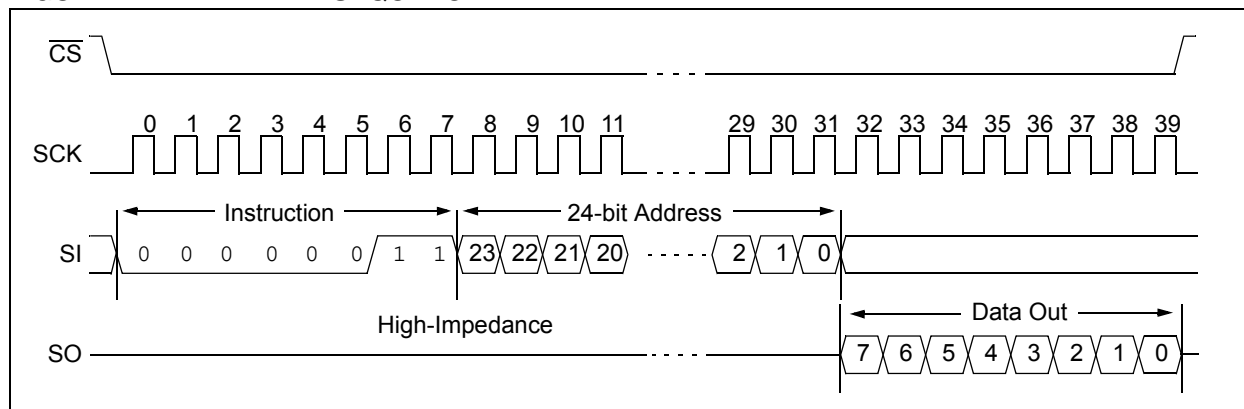 CS
0 1 2 3 4 5 6 7 8 9 10 11 29 30 31 32 33 34 35 36 37 38 39
SCK
Instruction 24-bit Address
SI 0 0 0 0 0 0 1 1 23 22 21 20 2 1 0
Data Out
High-Impedance
SO 7 6 5 4 3 2 1 0